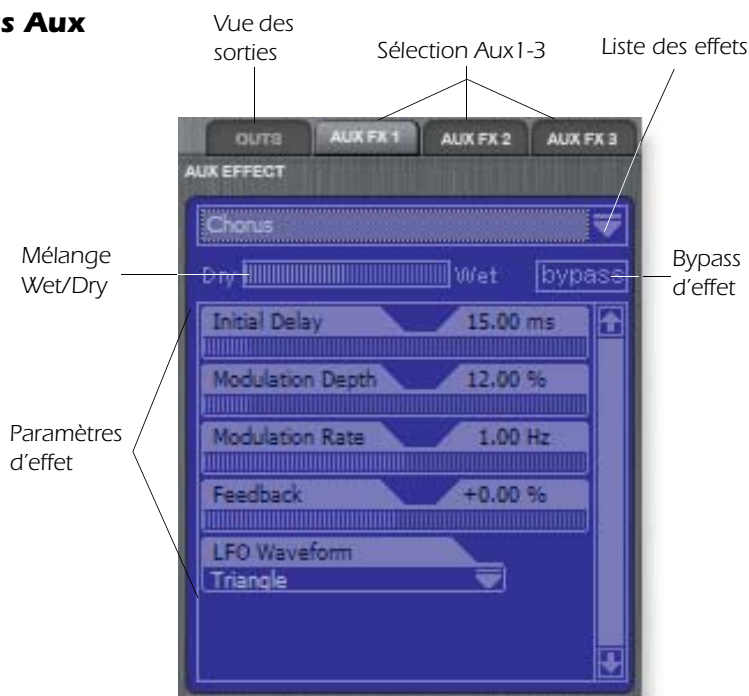 s Aux
Vue des
sorties
Sélection Aux1-3
Liste des effets
OUTS
AUX FX 1
AUX FX 2
AUX FX 3
AUX EFFECT
Chorus
Mélange
Wet/Dry
Dry
Wet
bypass
Bypass
d'effet
Initial Delay
15.00 ms
Modulation Depth
12.00 %
Modulation Rate
1.00 Hz
Paramètres
d'effet
Feedback
+0.00 %
LFO Waveform
Triangle